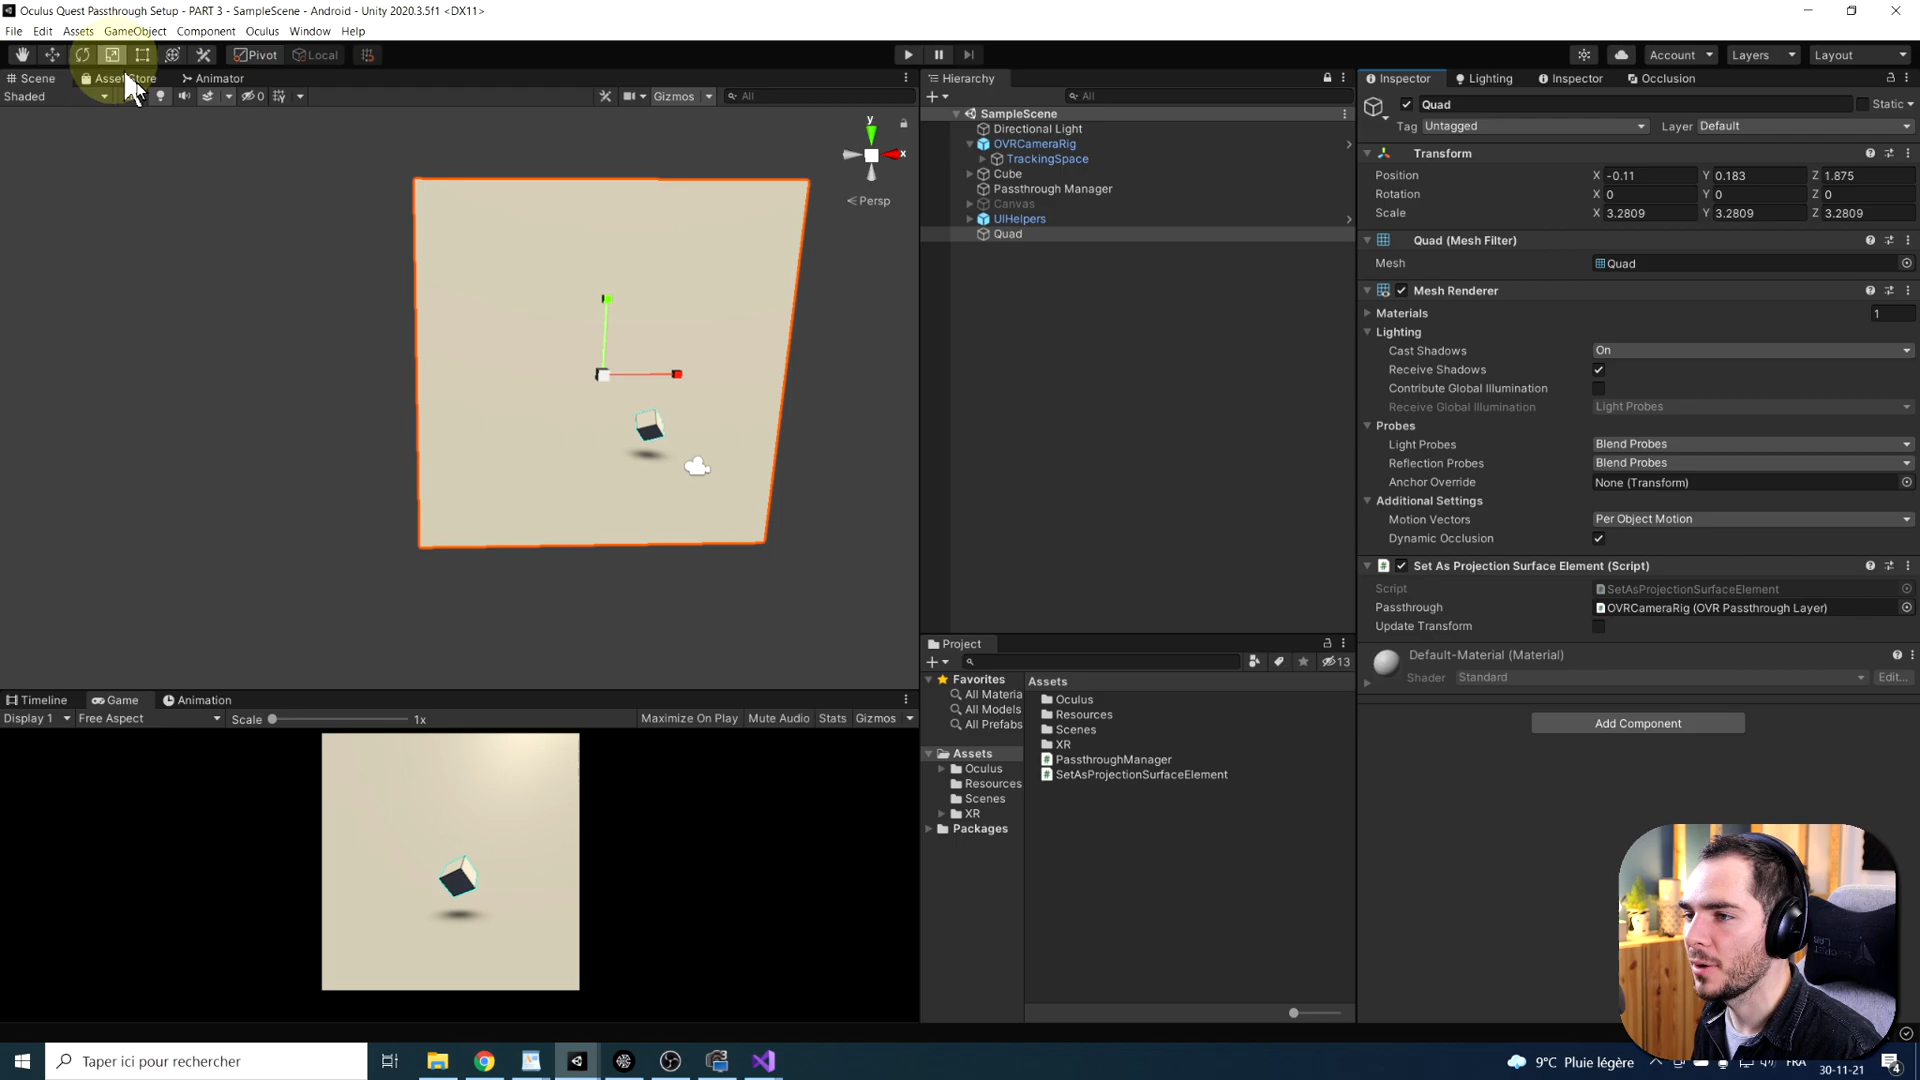 Oculus Quest Passthrough Setup - PART 3 - SampleScene - Android - Unity 2020.3.5f1 <DX11>
File Edit Assets GameObject Component Oculus Window Help
Pivot Local Account Layers Layout
Scene Asset Store Animator
Shaded 0 Gizmos All
y
x
Persp
Hierarchy
All
SampleScene
Directional Light
OVRCameraRig
TrackingSpace
Cube
Passthrough Manager
Canvas
UIHelpers
Quad
Inspector Lighting Inspector Occlusion
Quad Static
Tag Untagged Layer Default
Transform
Position X -0.11 Y 0.183 Z 1.875
Rotation X 0 Y 0 Z 0
Scale X 3.2809 Y 3.2809 Z 3.2809
Quad (Mesh Filter)
Mesh Quad
Mesh Renderer
Materials 1
Lighting
Cast Shadows On
Receive Shadows
Contribute Global Illumination
Receive Global Illumination Light Probes
Probes
Light Probes Blend Probes
Reflection Probes Blend Probes
Anchor Override None (Transform)
Additional Settings
Motion Vectors Per Object Motion
Dynamic Occlusion
Set As Projection Surface Element (Script)
Script SetAsProjectionSurfaceElement
Passthrough OVRCameraRig (OVR Passthrough Layer)
Update Transform
Default-Material (Material)
Shader Standard Edit...
Add Component
Timeline Game Animation
Display 1 Free Aspect Scale 1x Maximize On Play Mute Audio Stats Gizmos
Project
13
Favorites
All Materia
All Models
All Prefabs
Assets
Oculus
Resources
Scenes
XR
Packages
Assets
Oculus
Resources
Scenes
XR
PassthroughManager
SetAsProjectionSurfaceElement
Taper ici pour rechercher
9°C Pluie légère
FRA
30-11-21
4